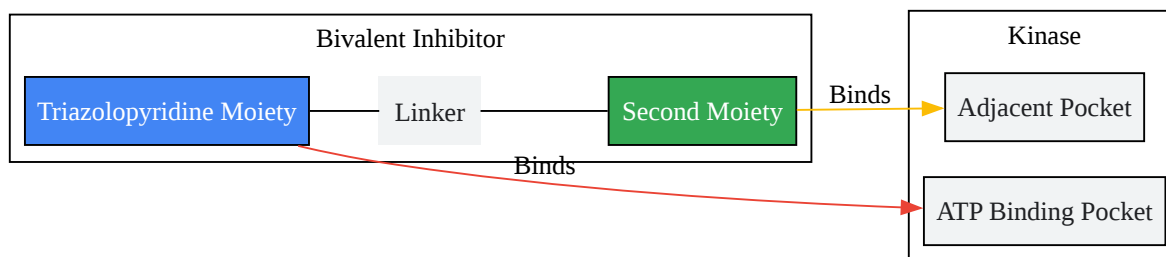 Bivalent Inhibitor
Kinase
Triazolopyridine Moiety
Linker
Second Moiety
Binds
Adjacent Pocket
Binds
ATP Binding Pocket